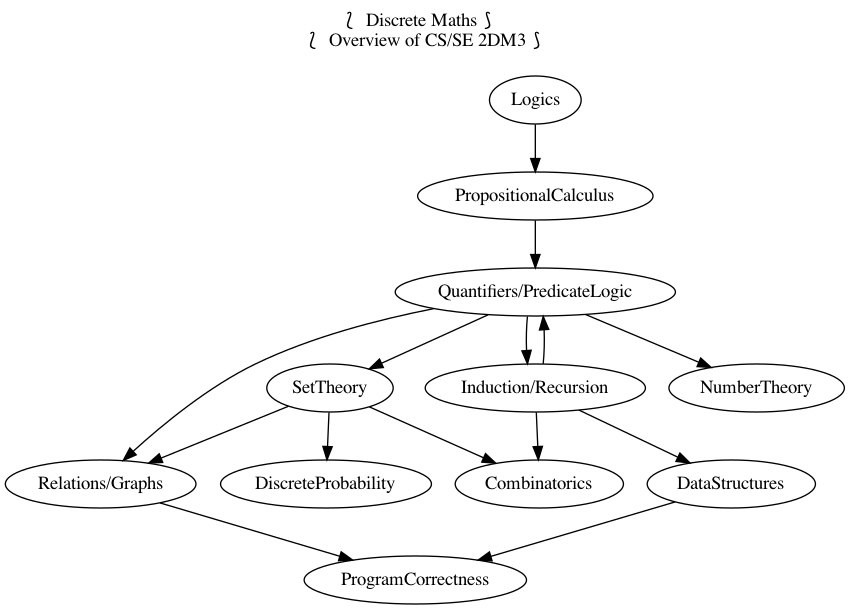 ⟅ Discrete Maths ⟆
⟅ Overview of CS/SE 2DM3 ⟆
Logics
PropositionalCalculus
Quantifiers/PredicateLogic
SetTheory
Induction/Recursion
NumberTheory
Relations/Graphs
DiscreteProbability
Combinatorics
DataStructures
ProgramCorrectness